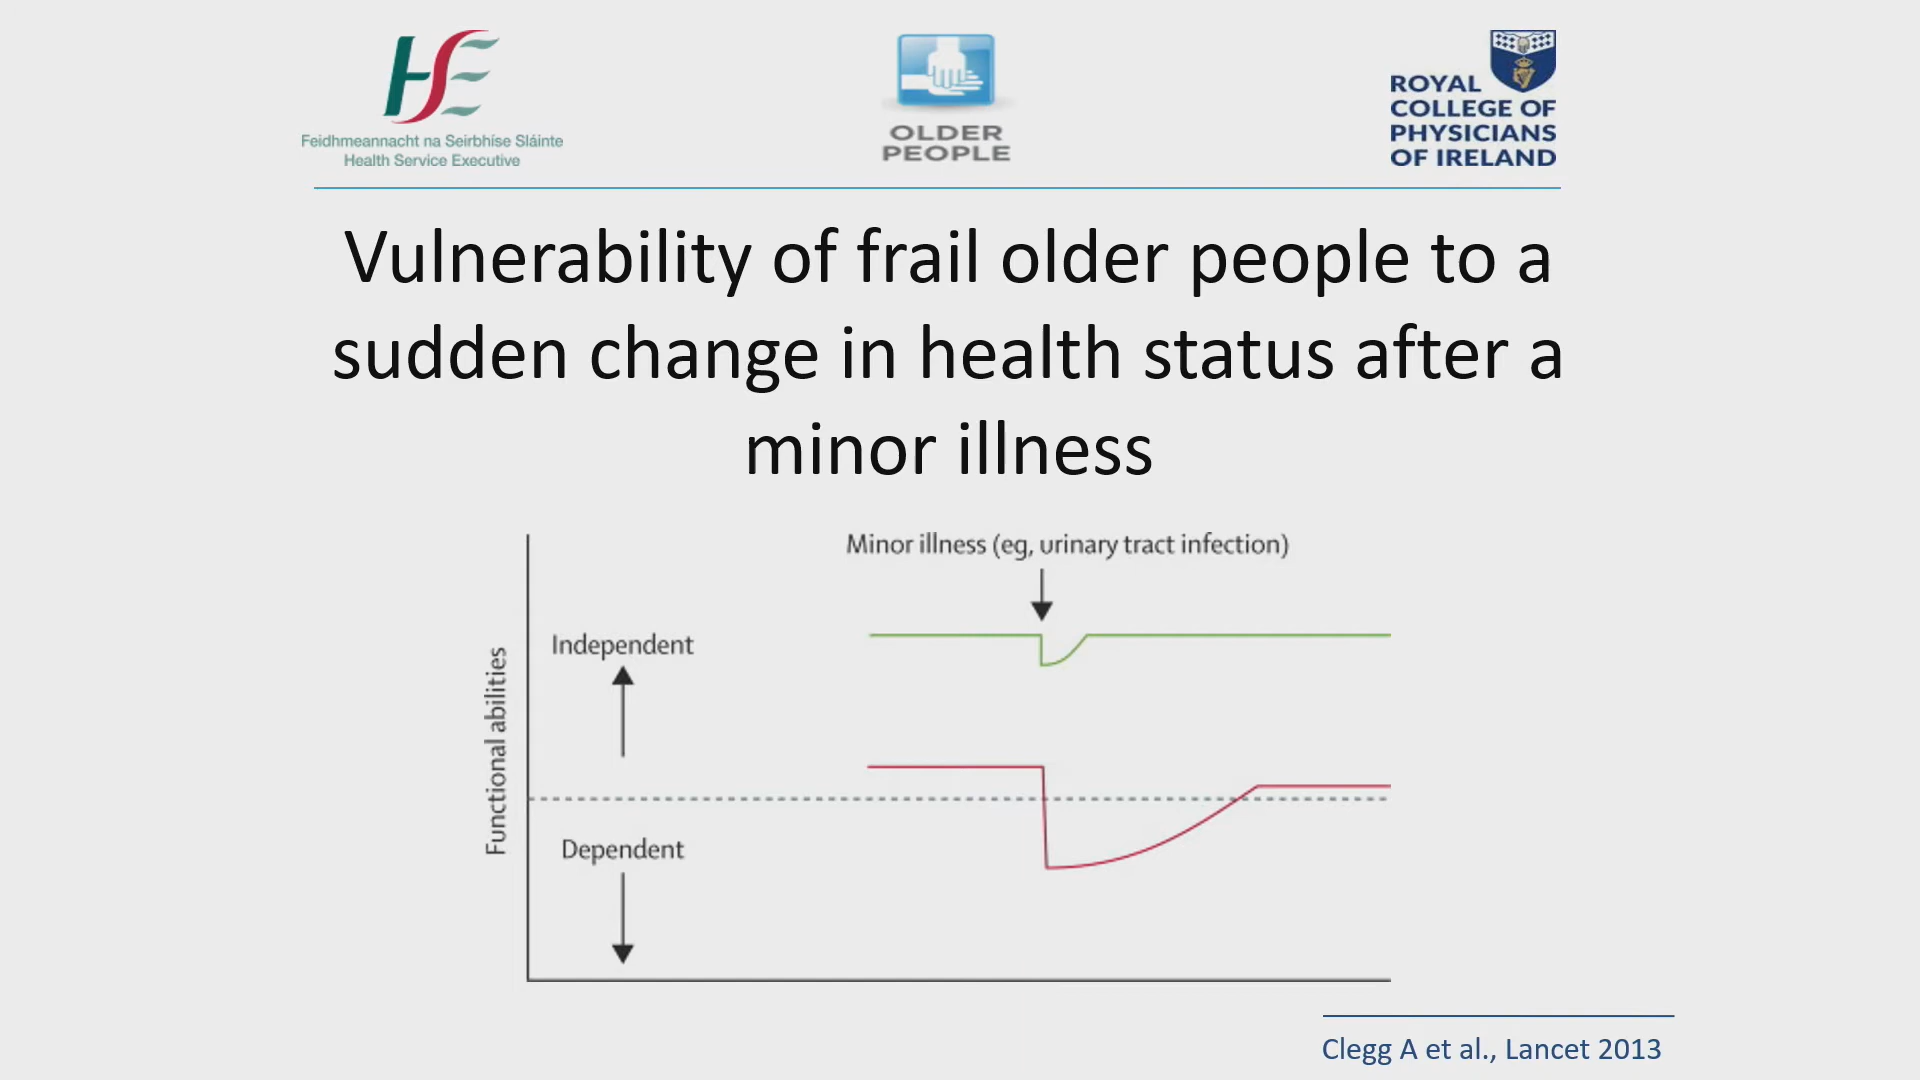 Feidhmeannacht na Seirbhíse Sláinte
Health Service Executive
OLDER
PEOPLE
ROYAL
COLLEGE OF
PHYSICIANS
OF IRELAND
Vulnerability of frail older people to a
sudden change in health status after a
minor illness
Minor illness (eg, urinary tract infection)
Independent
Functional abilities
Dependent
Clegg A et al., Lancet 2013